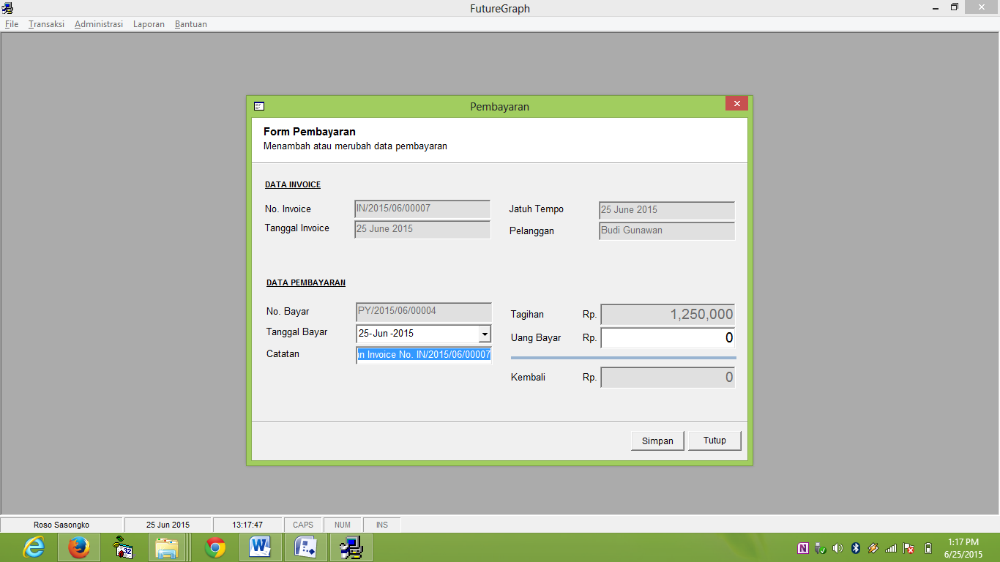 FutureGraph
File Transaksi Administrasi Laporan Bantuan
Pembayaran
Form Pembayaran
Menambah atau merubah data pembayaran
DATA INVOICE
No. Invoice IN/2015/06/00007
Jatuh Tempo 25 June 2015
Tanggal Invoice 25 June 2015
Pelanggan Budi Gunawan
DATA PEMBAYARAN
No. Bayar PY/2015/06/00004
Tagihan Rp. 1,250,000
Tanggal Bayar 25-Jun -2015
Uang Bayar Rp. 0
Catatan Invoice No. IN/2015/06/00007
Kembali Rp. 0
Simpan Tutup
Roso Sasongko 25 Jun 2015 13:17:47 CAPS NUM INS
32
N
1:17 PM
6/25/2015